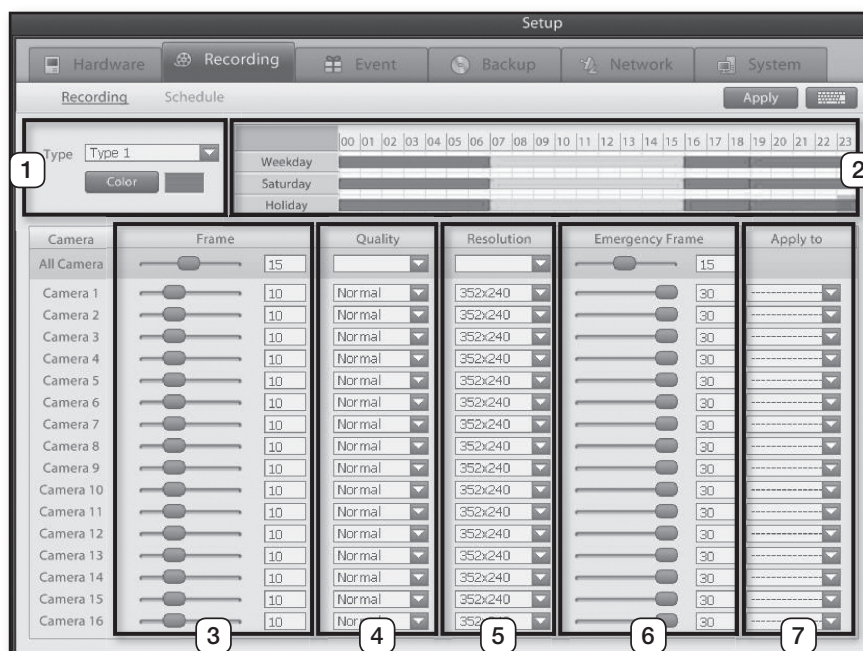 Setup
Hardware Recording Event Backup Network System
Recording Schedule Apply
1 Type Type 1
Color
00 01 02 03 04 05 06 07 08 09 10 11 12 13 14 15 16 17 18 19 20 21 22 23
Weekday
Saturday
Holiday
2
Camera Frame Quality Resolution Emergency Frame Apply to
All Camera 15 15
Camera 1 10 Normal 352x240 30 ------------
Camera 2 10 Normal 352x240 30 ------------
Camera 3 10 Normal 352x240 30 ------------
Camera 4 10 Normal 352x240 30 ------------
Camera 5 10 Normal 352x240 30 ------------
Camera 6 10 Normal 352x240 30 ------------
Camera 7 10 Normal 352x240 30 ------------
Camera 8 10 Normal 352x240 30 ------------
Camera 9 10 Normal 352x240 30 ------------
Camera 10 10 Normal 352x240 30 ------------
Camera 11 10 Normal 352x240 30 ------------
Camera 12 10 Normal 352x240 30 ------------
Camera 13 10 Normal 352x240 30 ------------
Camera 14 10 Normal 352x240 30 ------------
Camera 15 10 Normal 352x240 30 ------------
Camera 16 10 30
3 4 5 6 7